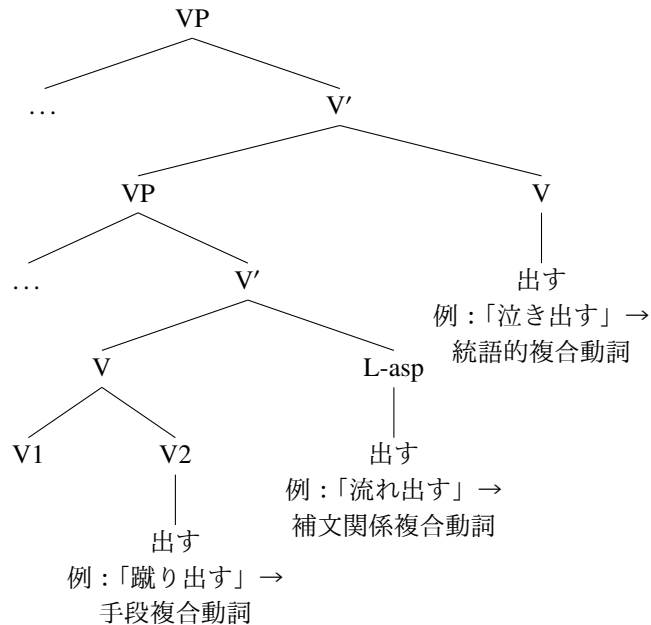 VP
...
V′
VP
V
...
V′
出す
例：「泣き出す」→
統語的複合動詞
V
L-asp
V1
V2
出す
例：「流れ出す」→
補文関係複合動詞
出す
例：「蹴り出す」→
手段複合動詞